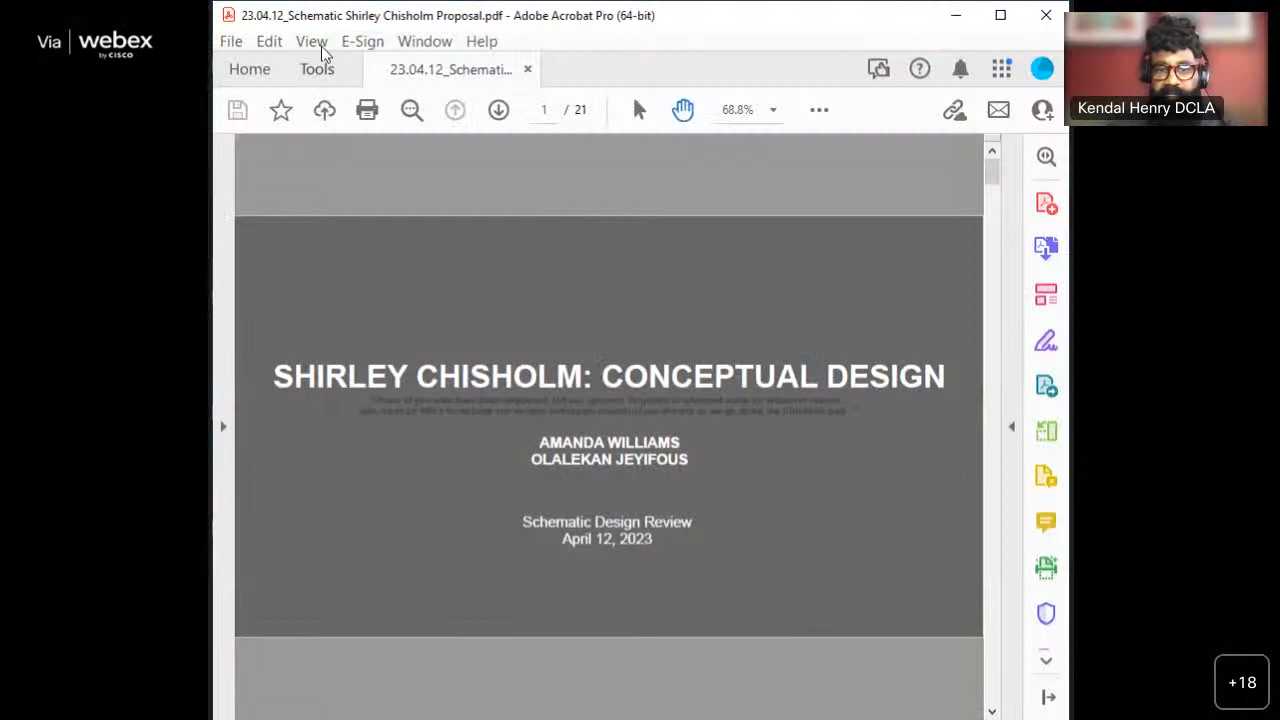 Via webex
by CISCO
23.04.12_Schematic Shirley Chisholm Proposal.pdf - Adobe Acrobat Pro (64-bit)
File Edit View E-Sign Window Help
Home Tools 23.04.12_Schemati...
1 / 21 68.8%
Kendal Henry DCLA
SHIRLEY CHISHOLM: CONCEPTUAL DESIGN
AMANDA WILLIAMS
OLALEKAN JEYIFOUS
Schematic Design Review
April 12, 2023
+18